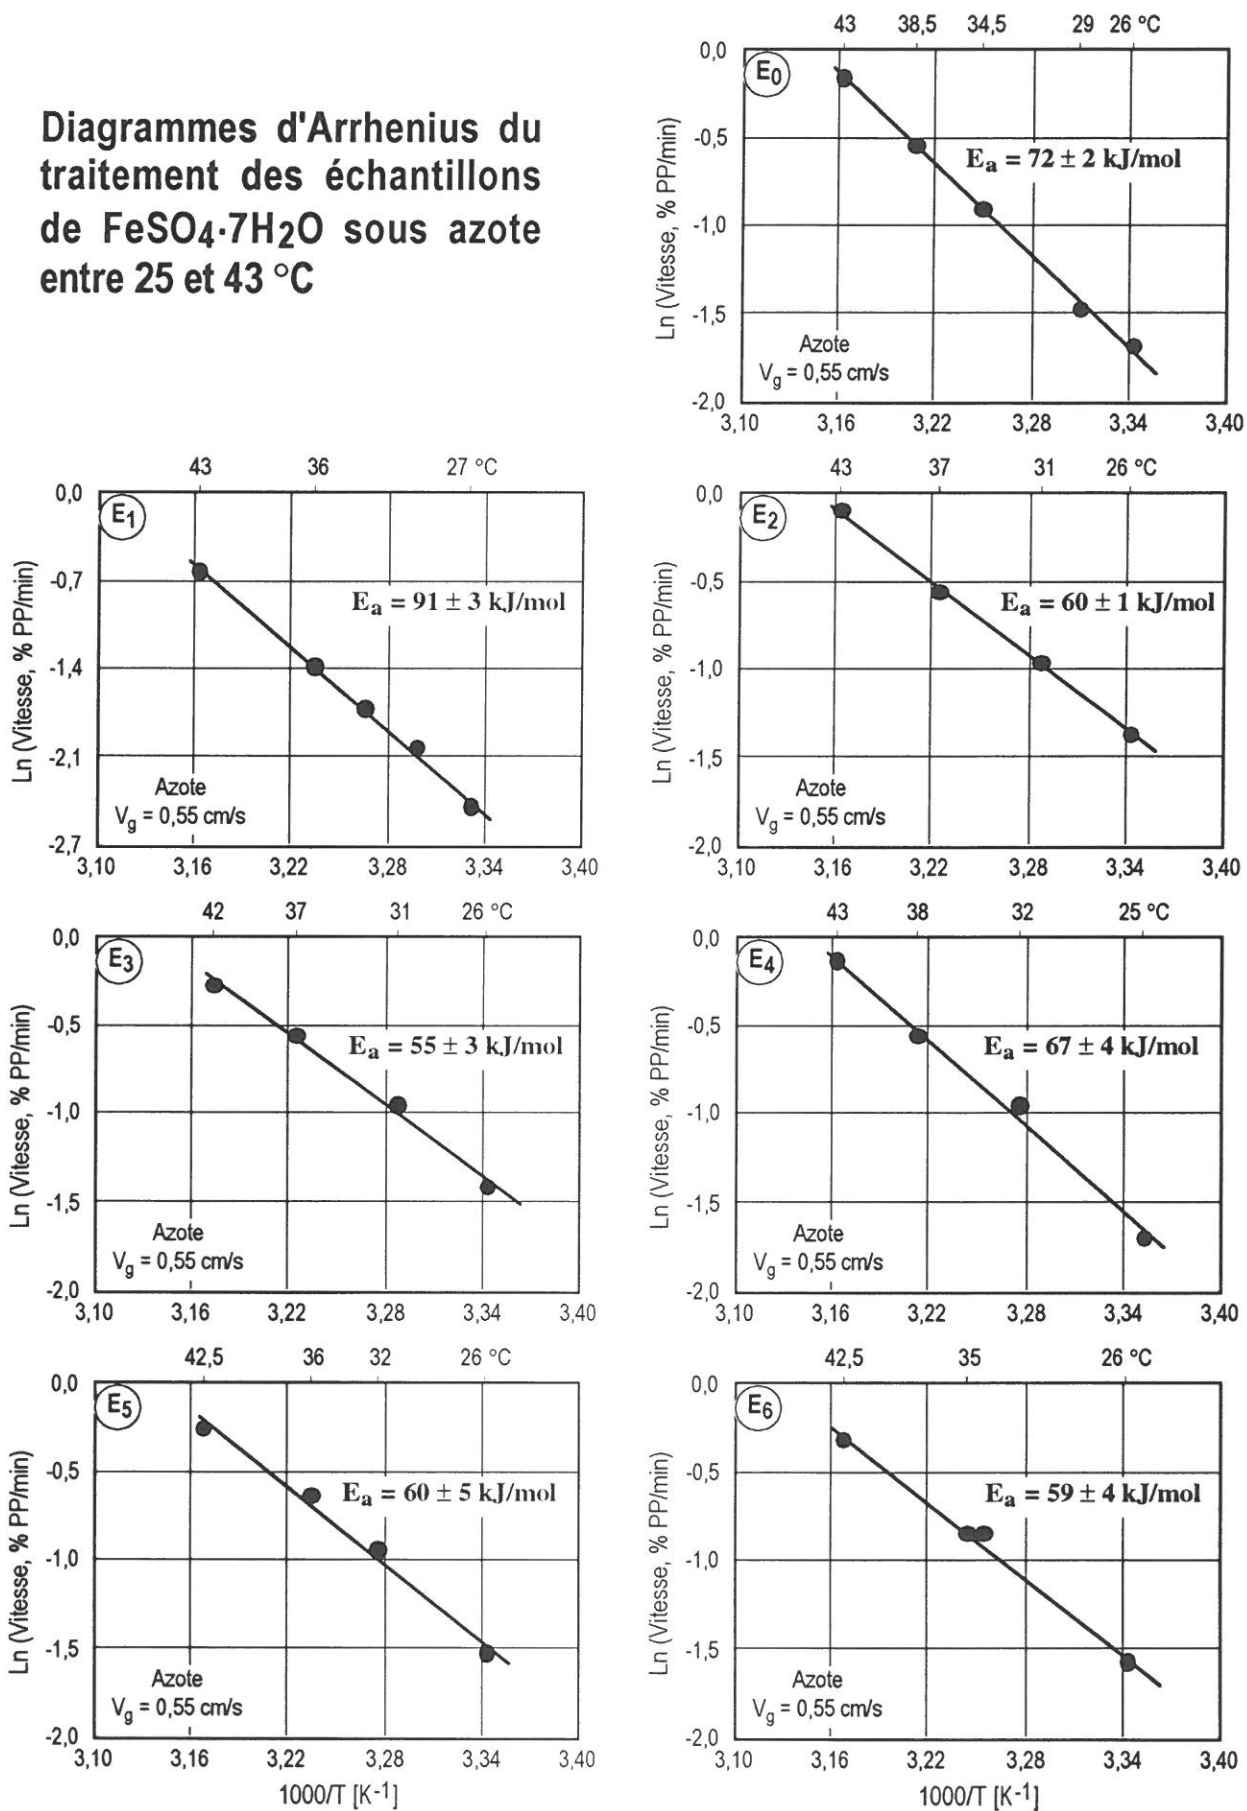 Diagrammes d'Arrhenius du
traitement des échantillons
de FeSO4·7H2O sous azote
entre 25 et 43 °C
43 38,5 34,5 29 26 °C
E0
0,0
-0,5
-1,0
-1,5
-2,0
Ln (Vitesse, % PP/min)
Ea = 72 ± 2 kJ/mol
Azote
Vg = 0,55 cm/s
3,10 3,16 3,22 3,28 3,34 3,40
43 36 27 °C
E1
0,0
-0,7
-1,4
-2,1
-2,7
Ln (Vitesse, % PP/min)
Ea = 91 ± 3 kJ/mol
Azote
Vg = 0,55 cm/s
3,10 3,16 3,22 3,28 3,34 3,40
43 37 31 26 °C
E2
0,0
-0,5
-1,0
-1,5
-2,0
Ln (Vitesse, % PP/min)
Ea = 60 ± 1 kJ/mol
Azote
Vg = 0,55 cm/s
3,10 3,16 3,22 3,28 3,34 3,40
42 37 31 26 °C
E3
0,0
-0,5
-1,0
-1,5
-2,0
Ln (Vitesse, % PP/min)
Ea = 55 ± 3 kJ/mol
Azote
Vg = 0,55 cm/s
3,10 3,16 3,22 3,28 3,34 3,40
43 38 32 25 °C
E4
0,0
-0,5
-1,0
-1,5
-2,0
Ln (Vitesse, % PP/min)
Ea = 67 ± 4 kJ/mol
Azote
Vg = 0,55 cm/s
3,10 3,16 3,22 3,28 3,34 3,40
42,5 36 32 26 °C
E5
0,0
-0,5
-1,0
-1,5
-2,0
Ln (Vitesse, % PP/min)
Ea = 60 ± 5 kJ/mol
Azote
Vg = 0,55 cm/s
3,10 3,16 3,22 3,28 3,34 3,40
1000/T [K-1]
42,5 35 26 °C
E6
0,0
-0,5
-1,0
-1,5
-2,0
Ln (Vitesse, % PP/min)
Ea = 59 ± 4 kJ/mol
Azote
Vg = 0,55 cm/s
3,10 3,16 3,22 3,28 3,34 3,40
1000/T [K-1]